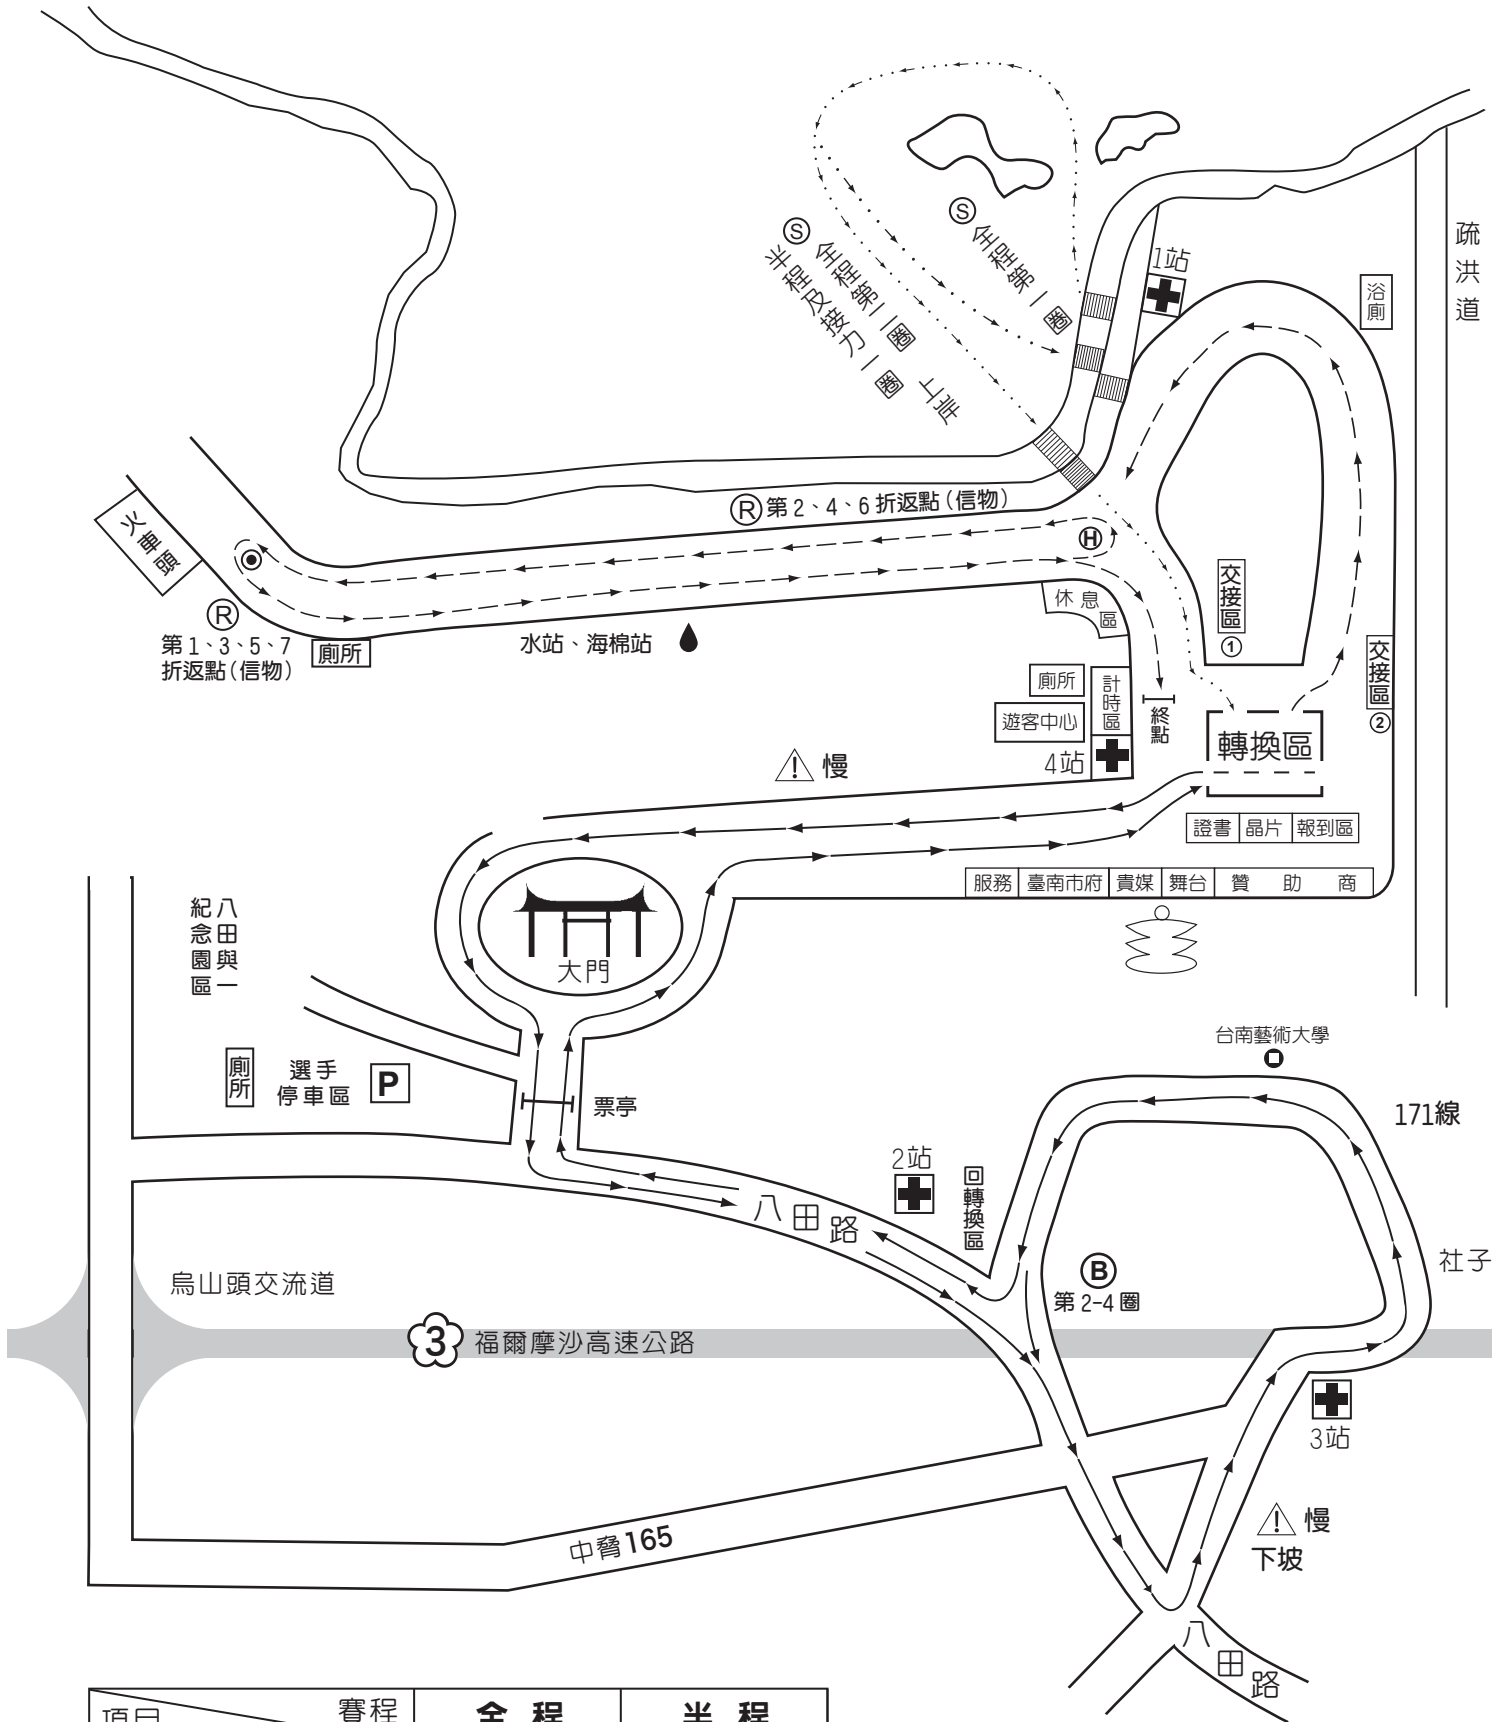 疏洪道
1站
浴廁
S
全程第一圈
S
全程第二圈
半程及接力一圈
上岸
R 第2、4、6折返點(信物)
火車頭
H
交接區
①
休息區
R
第1、3、5、7
折返點(信物)
廁所
水站、海棉站
交接區
②
廁所
計時區
遊客中心
終點
轉換區
4站
! 慢
證書 晶片 報到區
服務 臺南市府 貴媒 舞台 贊助商
八田與一
紀念園區
大門
台南藝術大學
廁所
選手
停車區
P
票亭
171線
2站
回轉換區
八田路
社子
B
第2-4圈
烏山頭交流道
3 福爾摩沙高速公路
3站
! 慢
下坡
中脅165
八田路
項目 賽程 全程 半程